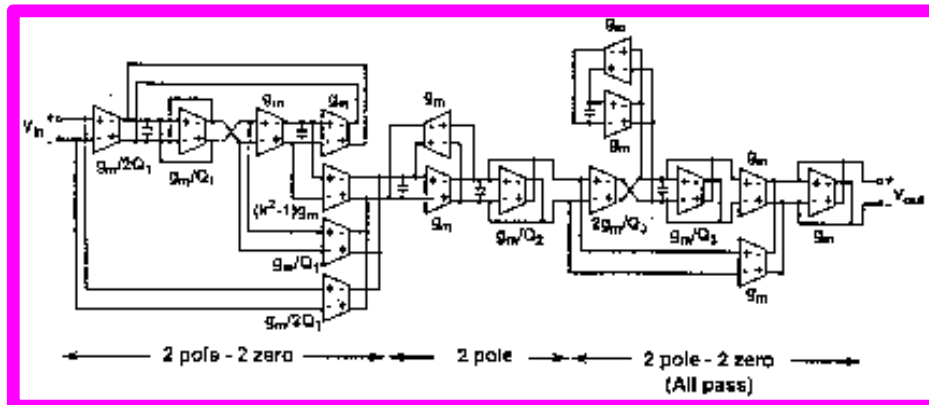 gm
gm
gm
gm
Vin
gm/2Q1
gm/Q1
gm
gm
(k²-1)gm
gm
gm/Q2
2gm/Q3
gm/Q3
gm
Vout
gm/Q1
gm
gm/2Q1
2 pole - 2 zero
2 pole
2 pole - 2 zero
(All pass)